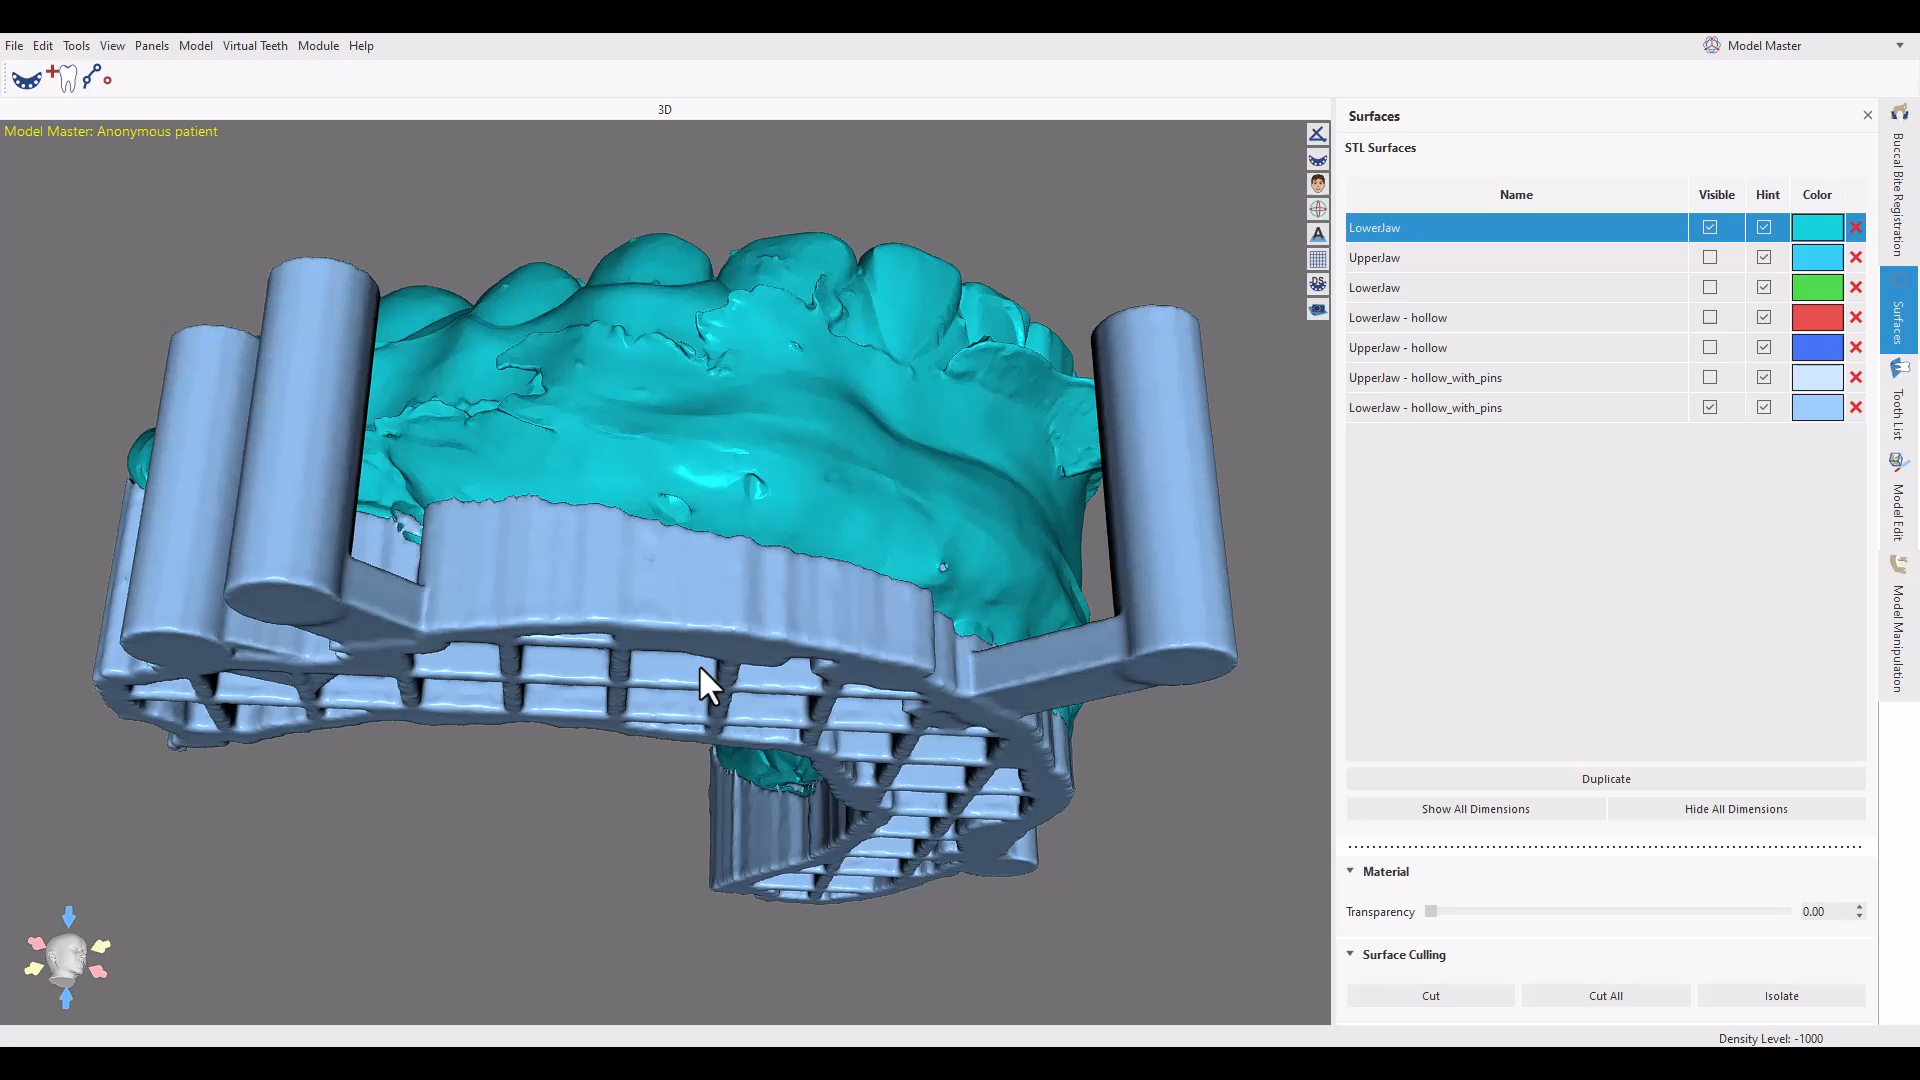 File Edit Tools View Panels Model Virtual Teeth Module Help
Model Master
3D
Model Master: Anonymous patient
A
DS
Surfaces
STL Surfaces
Name Visible Hint Color
LowerJaw
UpperJaw
LowerJaw
LowerJaw - hollow
UpperJaw - hollow
UpperJaw - hollow_with_pins
LowerJaw - hollow_with_pins
Duplicate
Show All Dimensions Hide All Dimensions
Material
Transparency 0.00
Surface Culling
Cut Cut All Isolate
Buccal Bite Registration
Surfaces
Tooth List
Model Edit
Model Manipulation
Density Level: -1000